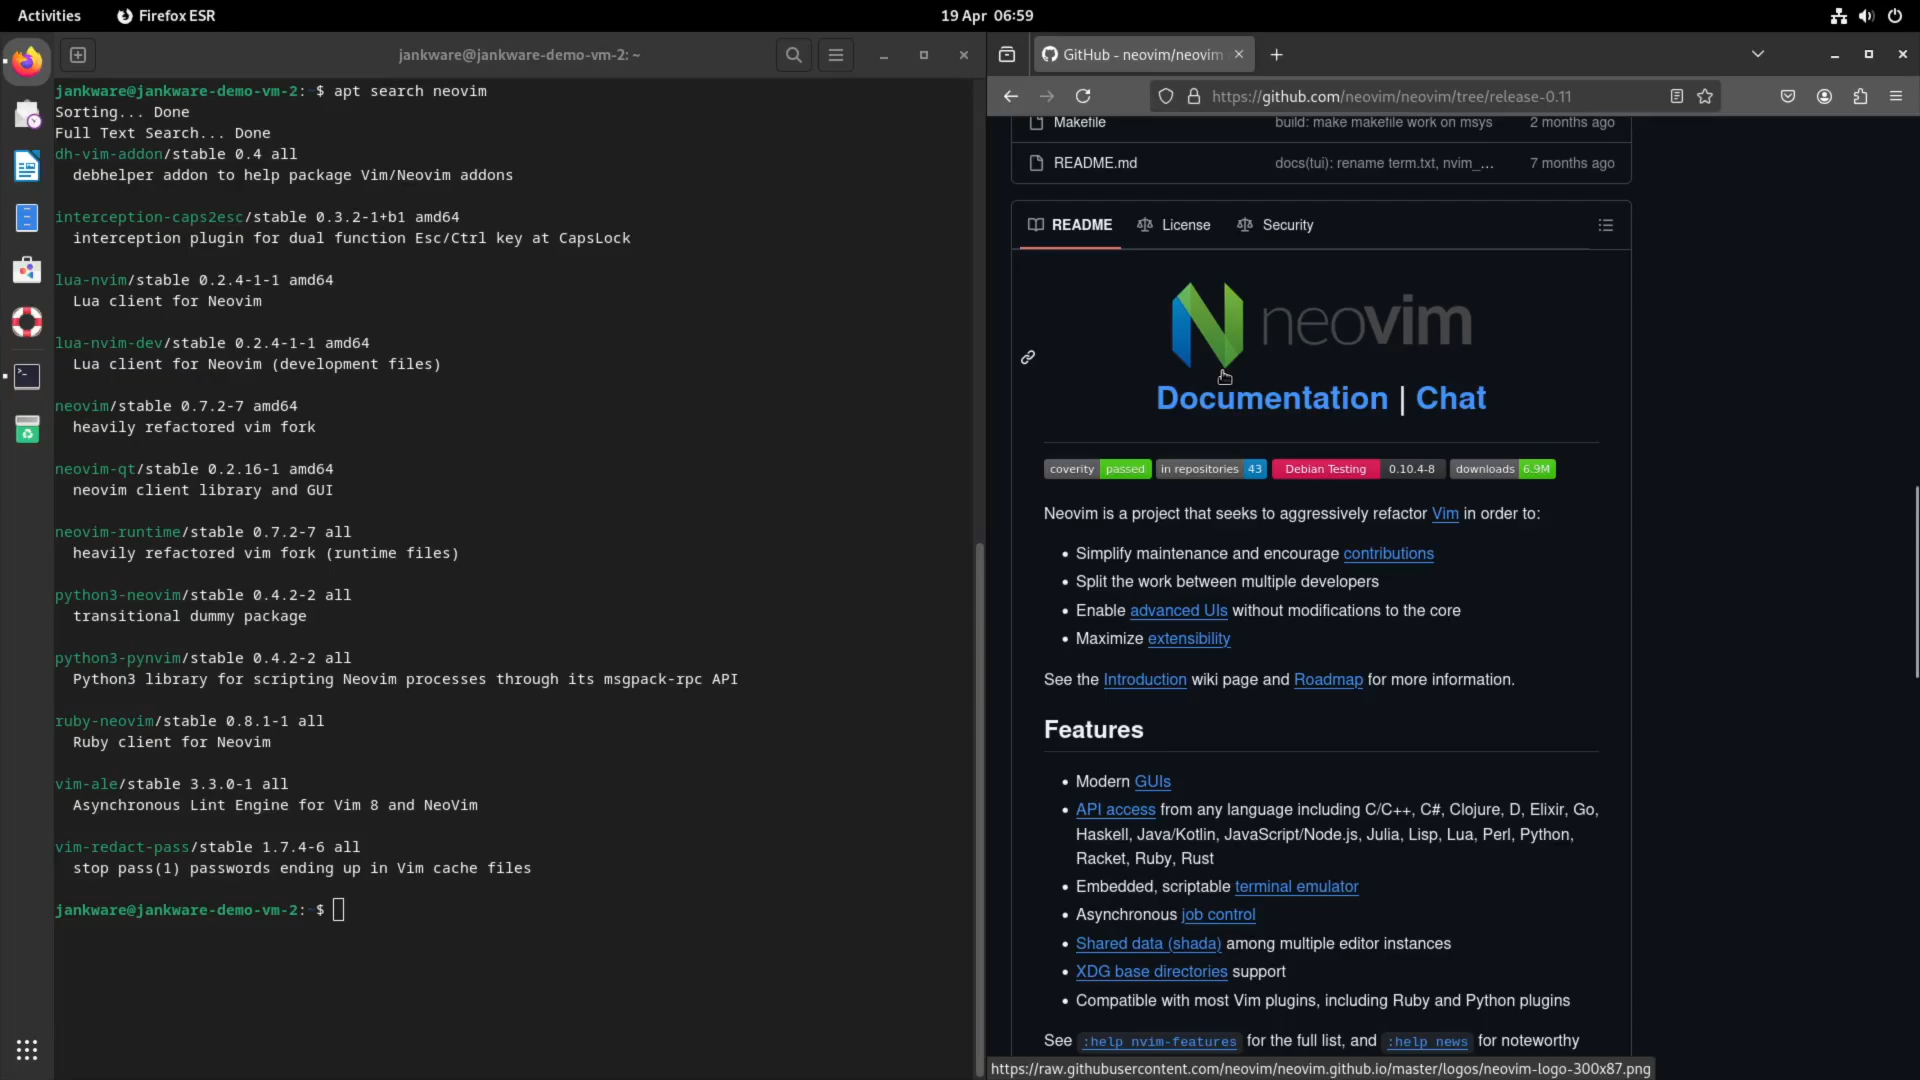 Activities
Firefox ESR
19 Apr 06:59
jankware@jankware-demo-vm-2: ~
jankware@jankware-demo-vm-2:~$ apt search neovim
Sorting... Done
Full Text Search... Done
dh-vim-addon/stable 0.4 all
debhelper addon to help package Vim/Neovim addons
interception-caps2esc/stable 0.3.2-1+b1 amd64
interception plugin for dual function Esc/Ctrl key at CapsLock
lua-nvim/stable 0.2.4-1-1 amd64
Lua client for Neovim
lua-nvim-dev/stable 0.2.4-1-1 amd64
Lua client for Neovim (development files)
neovim/stable 0.7.2-7 amd64
heavily refactored vim fork
neovim-qt/stable 0.2.16-1 amd64
neovim client library and GUI
neovim-runtime/stable 0.7.2-7 all
heavily refactored vim fork (runtime files)
python3-neovim/stable 0.4.2-2 all
transitional dummy package
python3-pynvim/stable 0.4.2-2 all
Python3 library for scripting Neovim processes through its msgpack-rpc API
ruby-neovim/stable 0.8.1-1 all
Ruby client for Neovim
vim-ale/stable 3.3.0-1 all
Asynchronous Lint Engine for Vim 8 and NeoVim
vim-redact-pass/stable 1.7.4-6 all
stop pass(1) passwords ending up in Vim cache files
jankware@jankware-demo-vm-2:~$
GitHub - neovim/neovim
https://github.com/neovim/neovim/tree/release-0.11
Makefile build: make makefile work on msys 2 months ago
README.md docs(tui): rename term.txt, nvim_... 7 months ago
README License Security
neovim
Documentation | Chat
coverity passed in repositories 43 Debian Testing 0.10.4-8 downloads 6.9M
Neovim is a project that seeks to aggressively refactor Vim in order to:
• Simplify maintenance and encourage contributions
• Split the work between multiple developers
• Enable advanced UIs without modifications to the core
• Maximize extensibility
See the Introduction wiki page and Roadmap for more information.
Features
• Modern GUIs
• API access from any language including C/C++, C#, Clojure, D, Elixir, Go,
Haskell, Java/Kotlin, JavaScript/Node.js, Julia, Lisp, Lua, Perl, Python,
Racket, Ruby, Rust
• Embedded, scriptable terminal emulator
• Asynchronous job control
• Shared data (shada) among multiple editor instances
• XDG base directories support
• Compatible with most Vim plugins, including Ruby and Python plugins
See :help nvim-features for the full list, and :help news for noteworthy
https://raw.githubusercontent.com/neovim/neovim.github.io/master/logos/neovim-logo-300x87.png